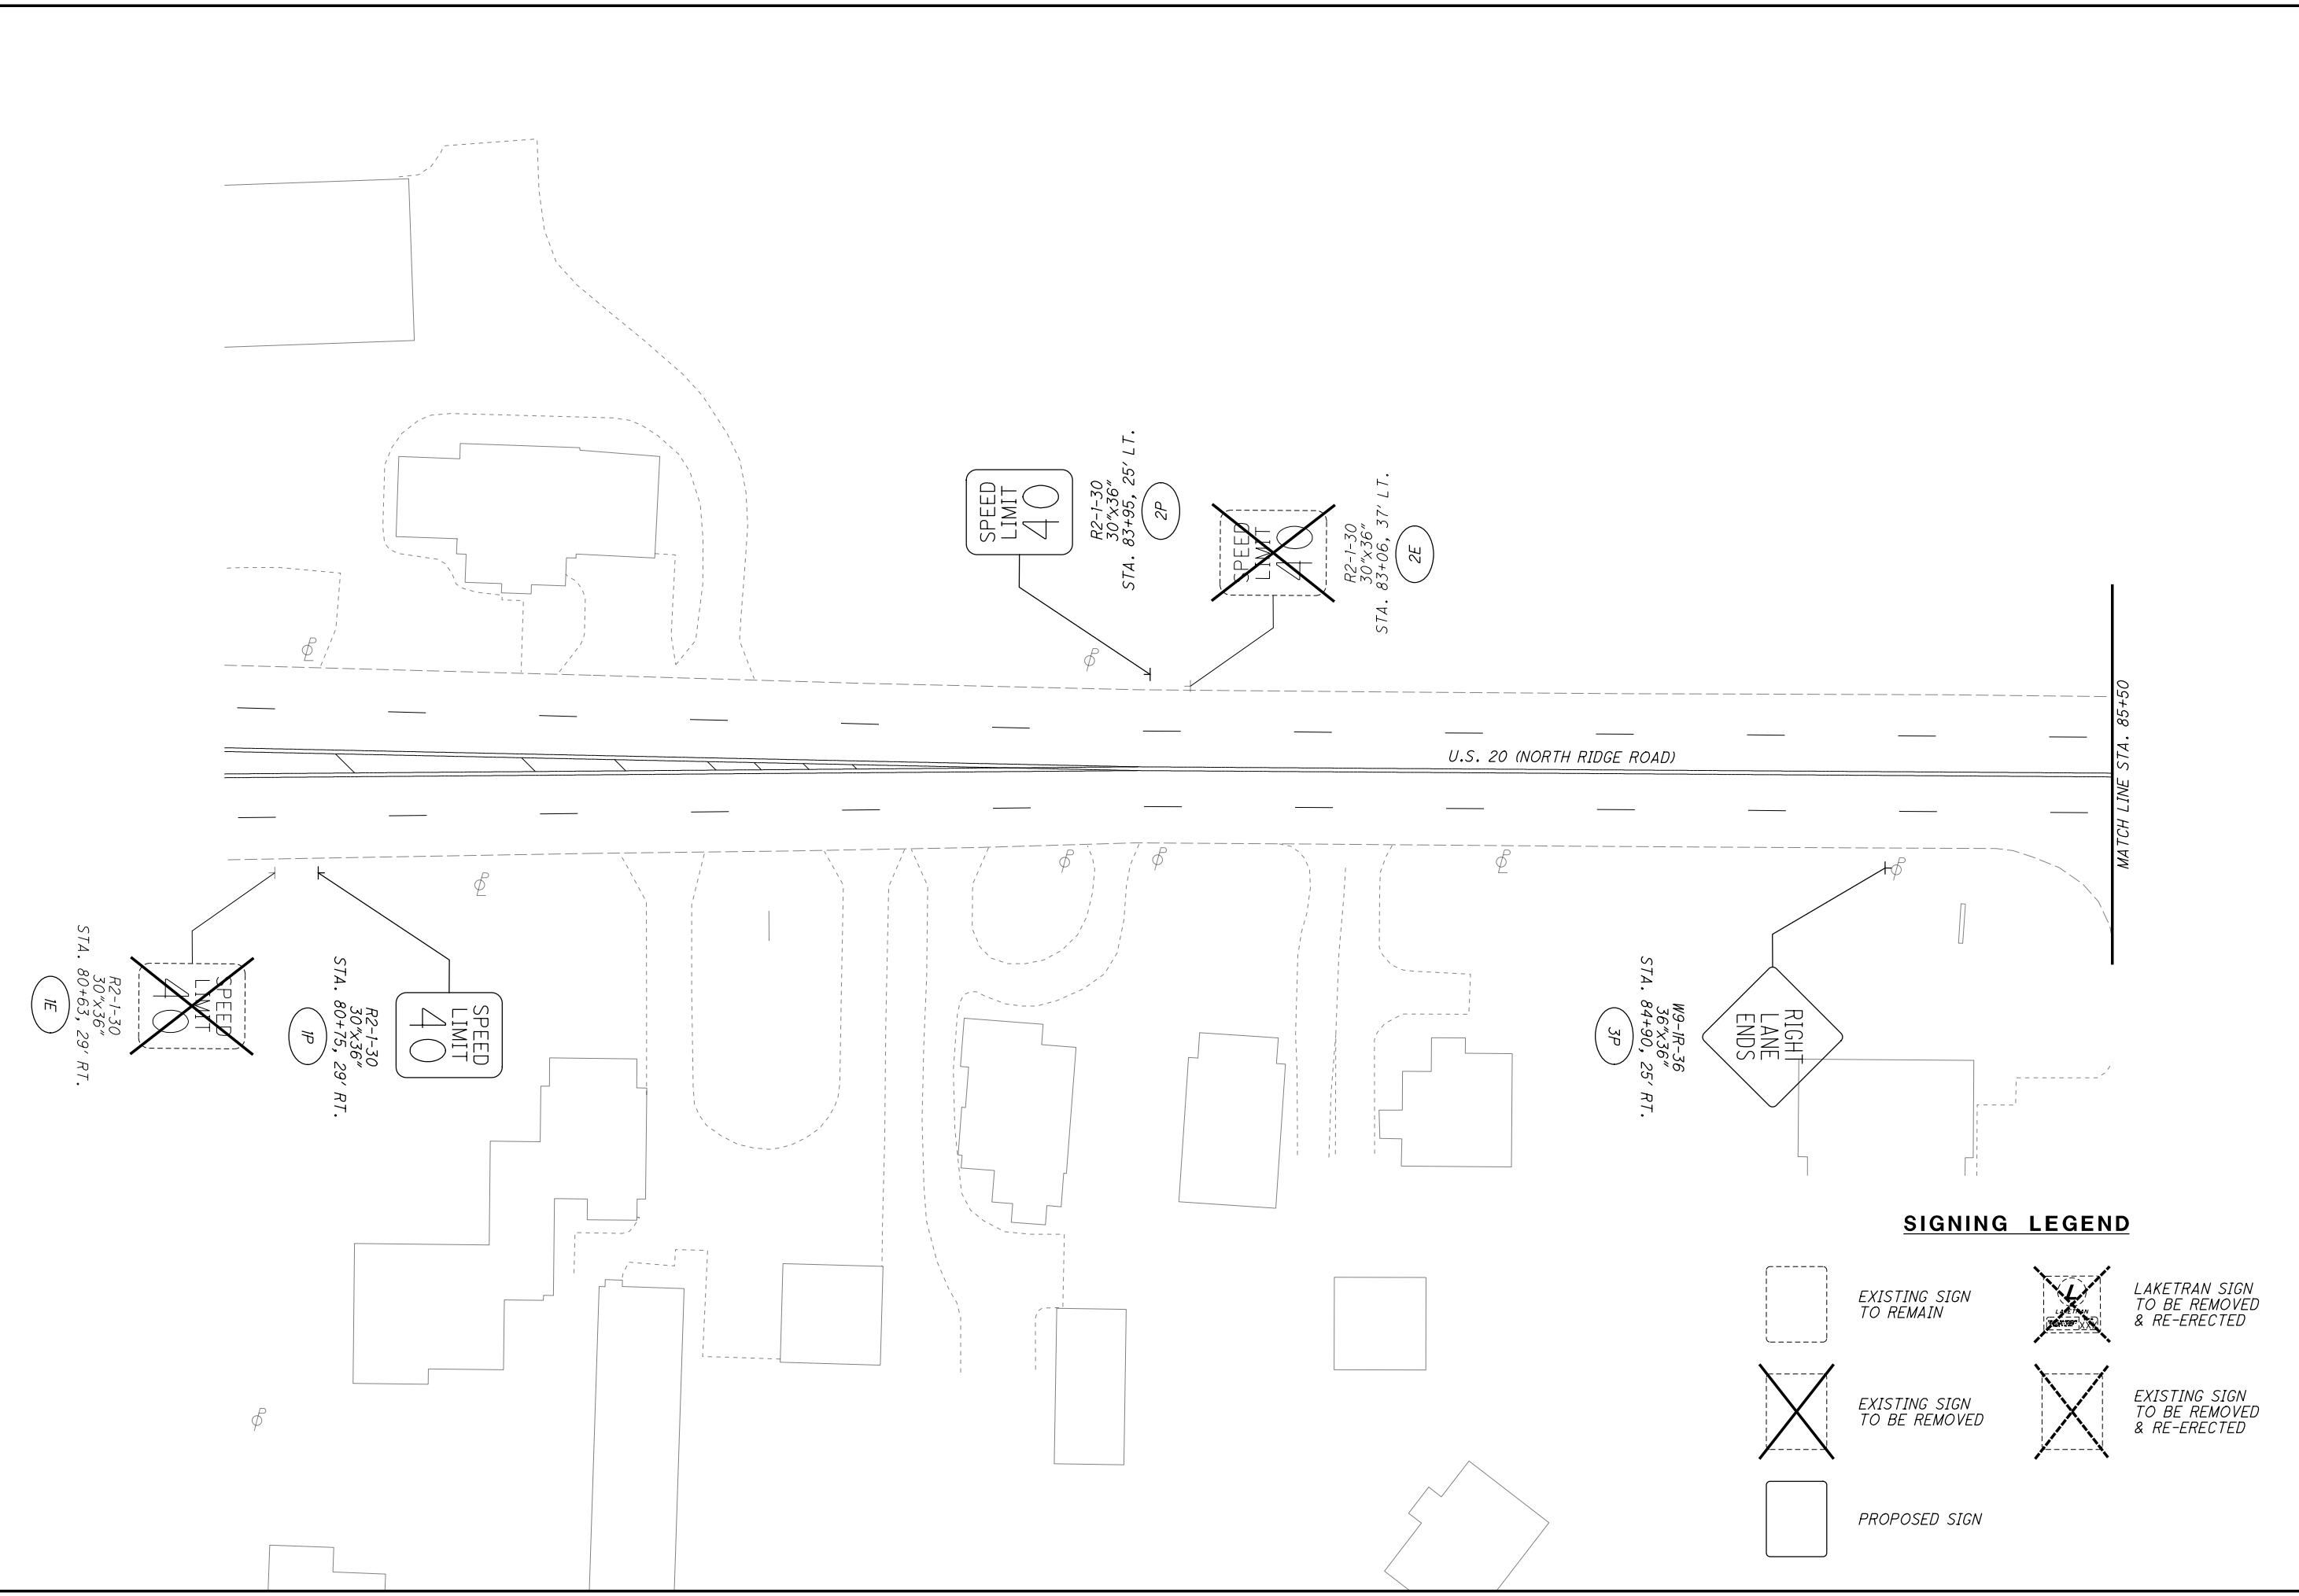 SPEED
LIMIT
40
R2-1-30
30"x36"
STA. 83+95, 25' LT.
2P
SPEED
LIMIT
40
R2-1-30
30"x36"
STA. 83+06, 37' LT.
2E
U.S. 20 (NORTH RIDGE ROAD)
MATCH LINE STA. 85+50
SPEED
LIMIT
40
R2-1-30
30"x36"
STA. 80+63, 29' RT.
1E
SPEED
LIMIT
40
R2-1-30
30"x36"
STA. 80+75, 29' RT.
1P
RIGHT
LANE
ENDS
W9-1R-36
36"x36"
STA. 84+90, 25' RT.
3P
SIGNING LEGEND
EXISTING SIGN
TO REMAIN
L
LAKETRAN
LAKETRAN SIGN
TO BE REMOVED
& RE-ERECTED
EXISTING SIGN
TO BE REMOVED
EXISTING SIGN
TO BE REMOVED
& RE-ERECTED
PROPOSED SIGN